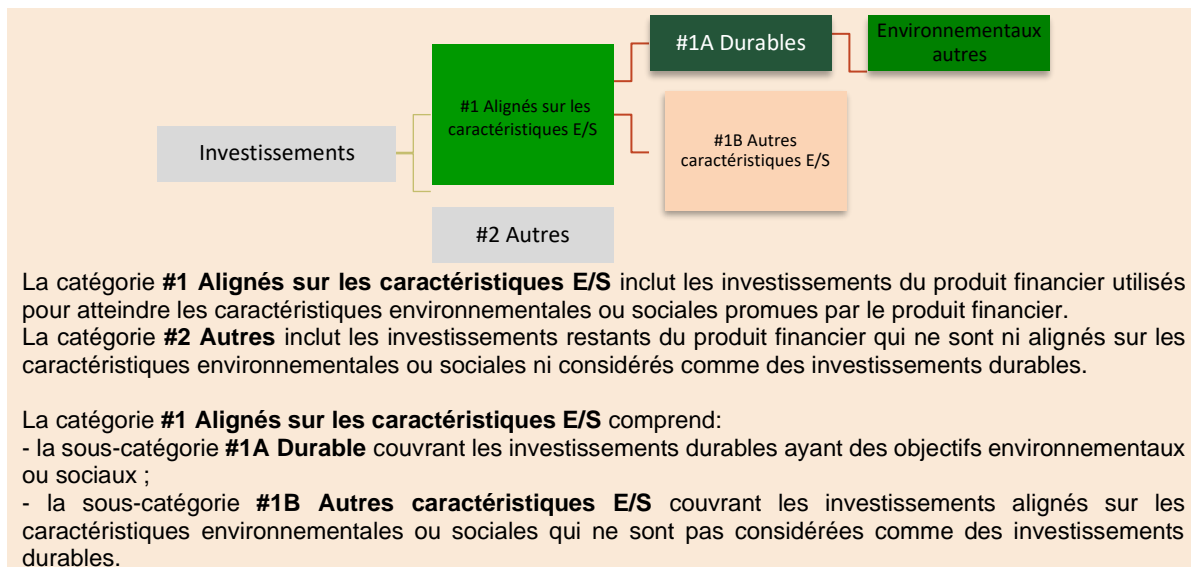 #1A Durables
Environnementaux
autres
#1 Alignés sur les
caractéristiques E/S
#1B Autres
caractéristiques E/S
Investissements
#2 Autres
La catégorie #1 Alignés sur les caractéristiques E/S inclut les investissements du produit financier utilisés
pour atteindre les caractéristiques environnementales ou sociales promues par le produit financier.
La catégorie #2 Autres inclut les investissements restants du produit financier qui ne sont ni alignés sur les
caractéristiques environnementales ou sociales ni considérés comme des investissements durables.
La catégorie #1 Alignés sur les caractéristiques E/S comprend:
- la sous-catégorie #1A Durable couvrant les investissements durables ayant des objectifs environnementaux
ou sociaux ;
- la sous-catégorie #1B Autres caractéristiques E/S couvrant les investissements alignés sur les
caractéristiques environnementales ou sociales qui ne sont pas considérées comme des investissements
durables.